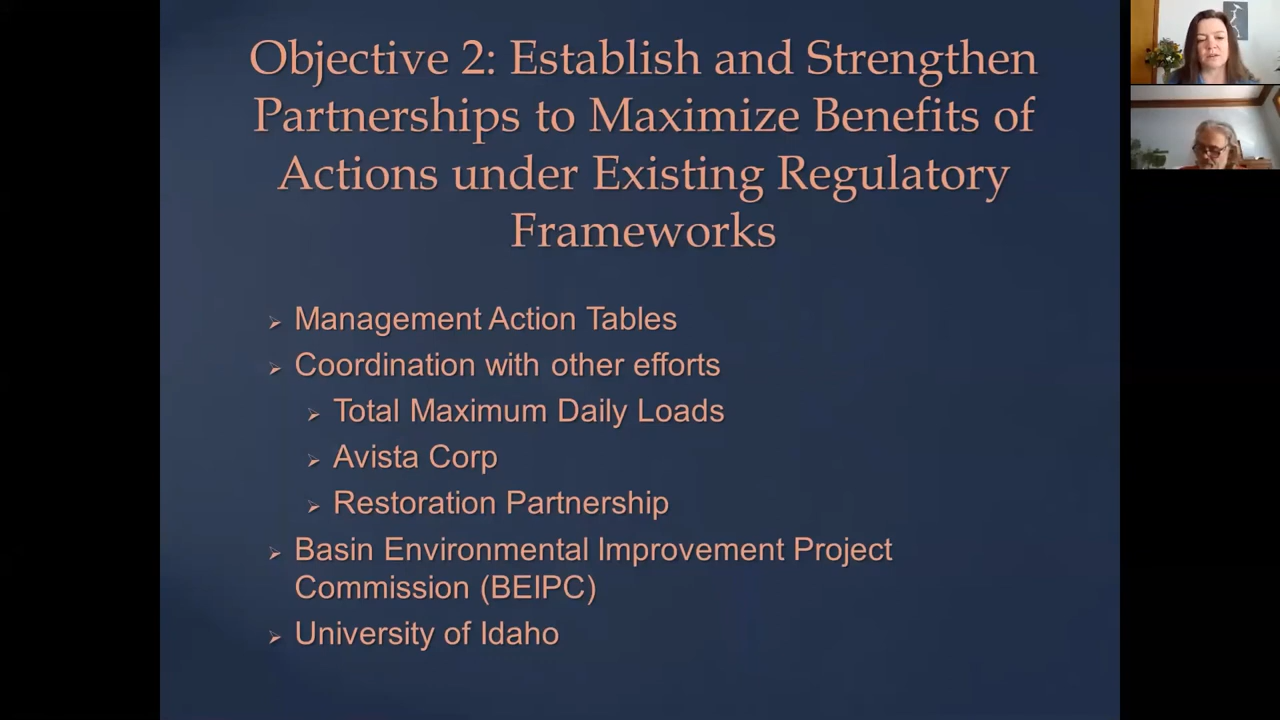 Objective 2: Establish and Strengthen
Partnerships to Maximize Benefits of
Actions under Existing Regulatory
Frameworks
Management Action Tables
Coordination with other efforts
Total Maximum Daily Loads
Avista Corp
Restoration Partnership
Basin Environmental Improvement Project
Commission (BEIPC)
University of Idaho